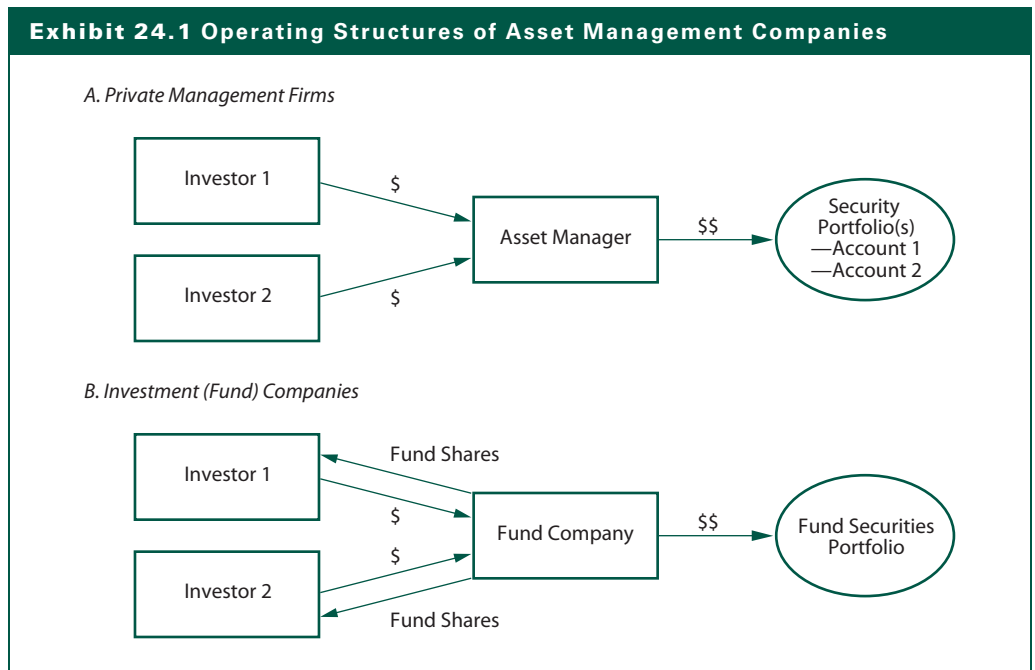 Exhibit 24.1 Operating Structures of Asset Management Companies
A. Private Management Firms
Investor 1
$
Asset Manager
$$
Security
Portfolio(s)
—Account 1
—Account 2
Investor 2
$
B. Investment (Fund) Companies
Fund Shares
Investor 1
$
Fund Company
$$
Fund Securities
Portfolio
$
Investor 2
Fund Shares